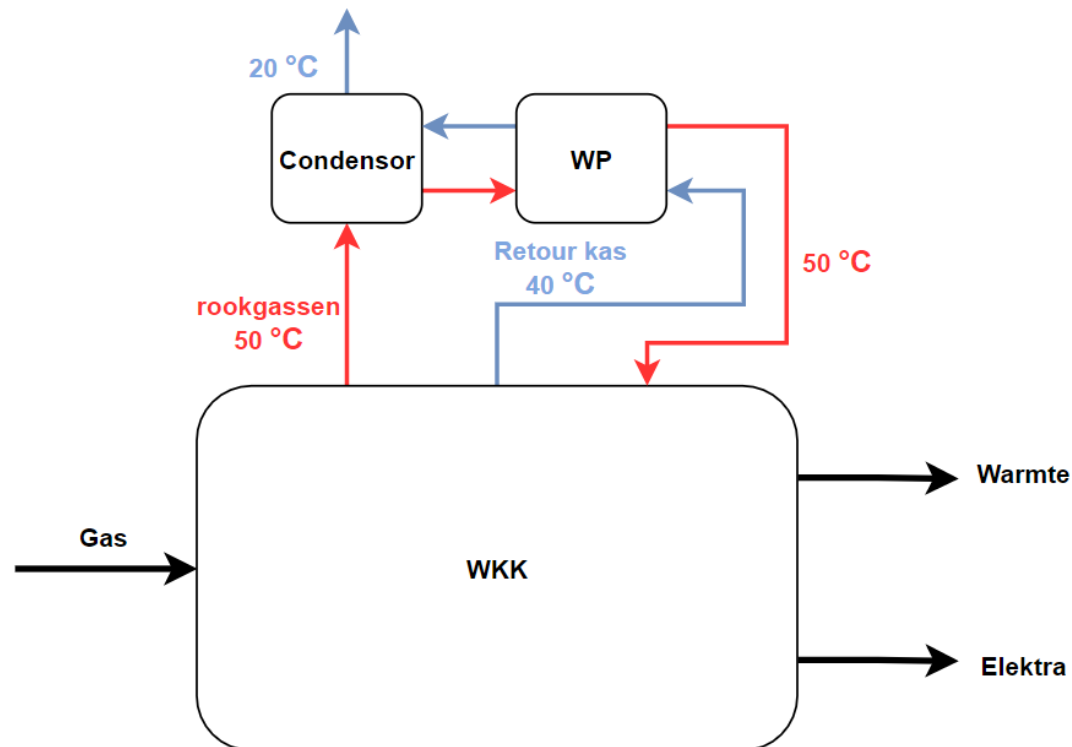 20 °C
Condensor
WP
Retour kas
40 °C
50 °C
rookgassen
50 °C
Warmte
Gas
WKK
Elektra